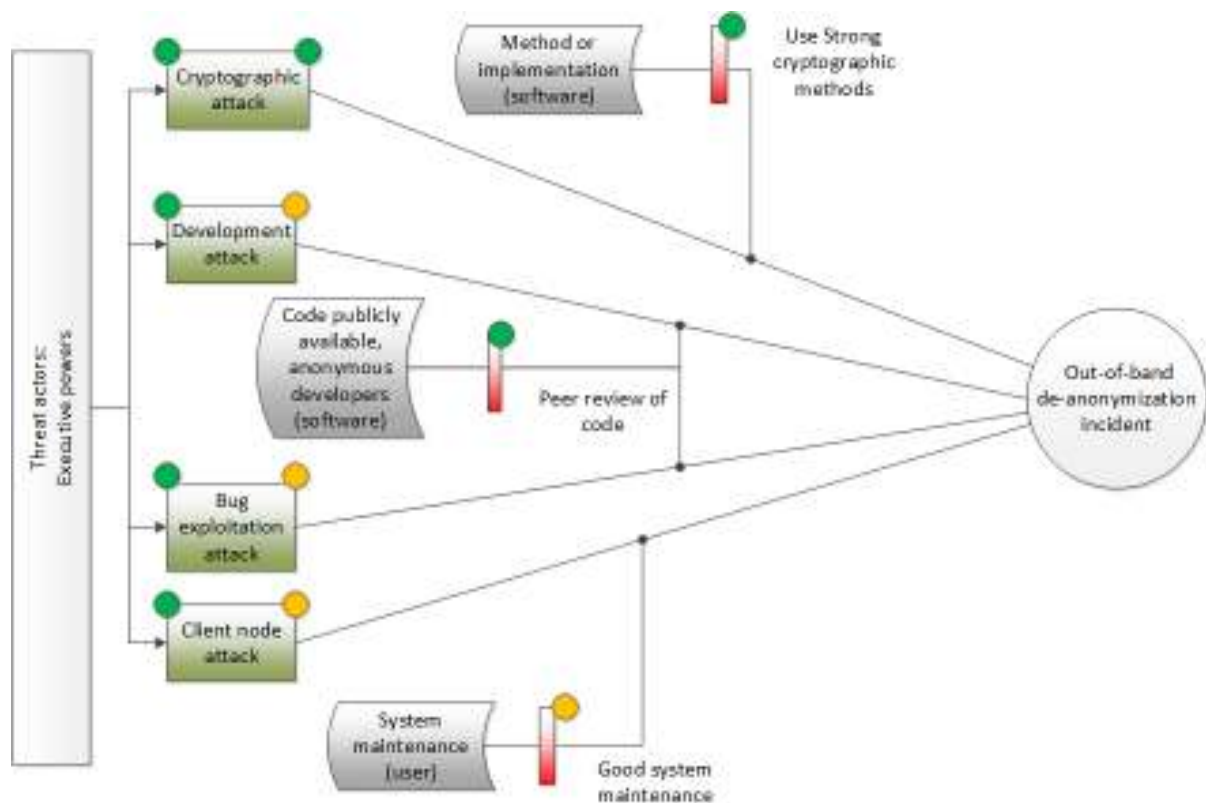 Threat actors:
Executive powers
Cryptographic
attack
Method or
implementation
(software)
Use Strong
cryptographic
methods
Development
attack
Code publicly
available,
anonymous
developers
(software)
Peer review of
code
Out-of-band
de-anonymization
incident
Bug
exploitation
attack
Client node
attack
System
maintenance
(user)
Good system
maintenance